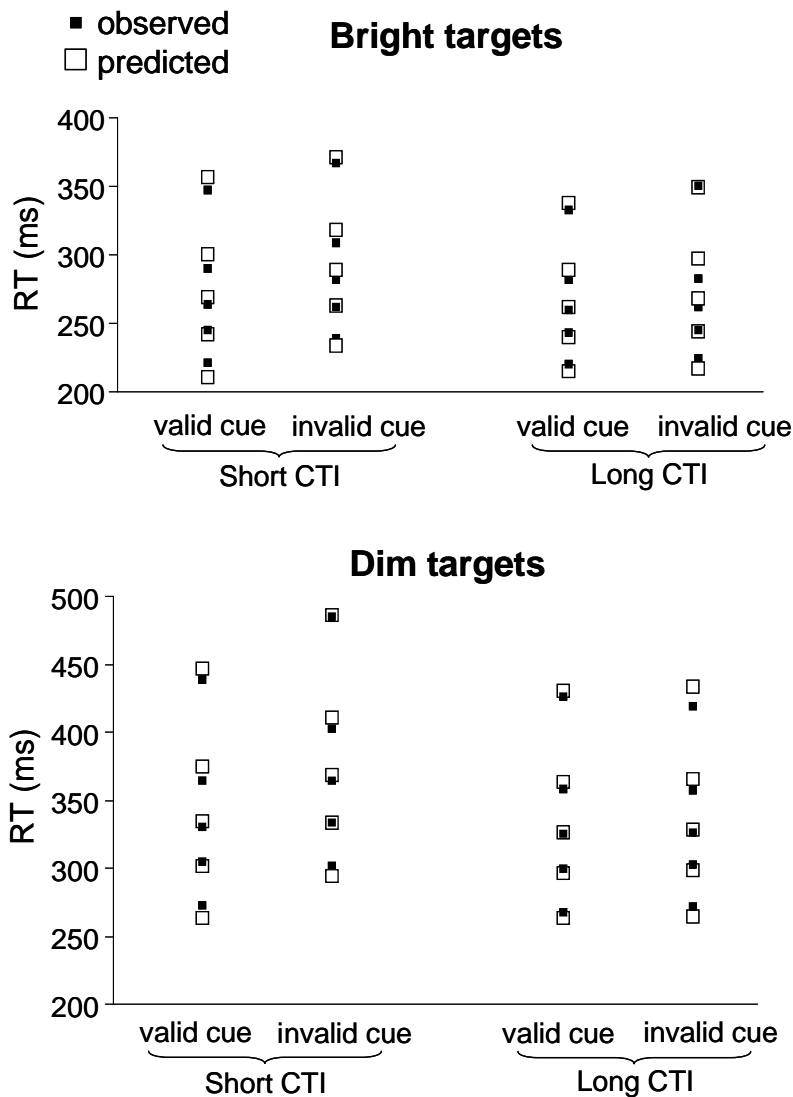 observed
predicted
Bright targets
400
350
300
250
200
RT (ms)
valid cue invalid cue valid cue invalid cue
Short CTI Long CTI
Dim targets
500
450
400
350
300
250
200
RT (ms)
valid cue invalid cue valid cue invalid cue
Short CTI Long CTI